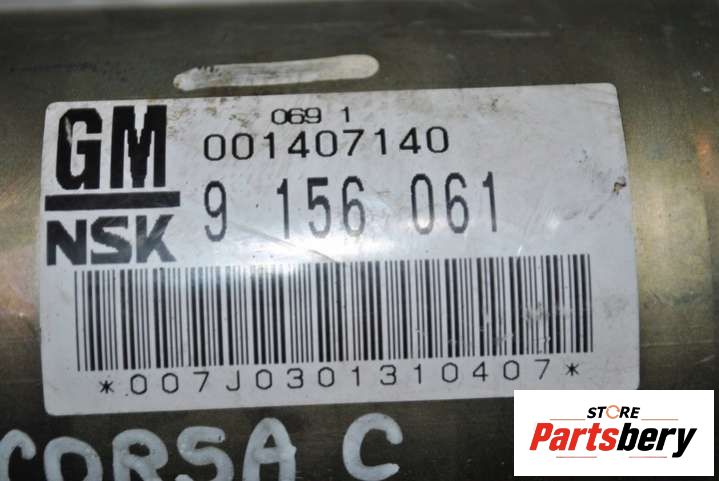 GM
NSK
069 1
001407140
9 156 061
*007J0301310407*
CORSA C
STORE
Partsbery